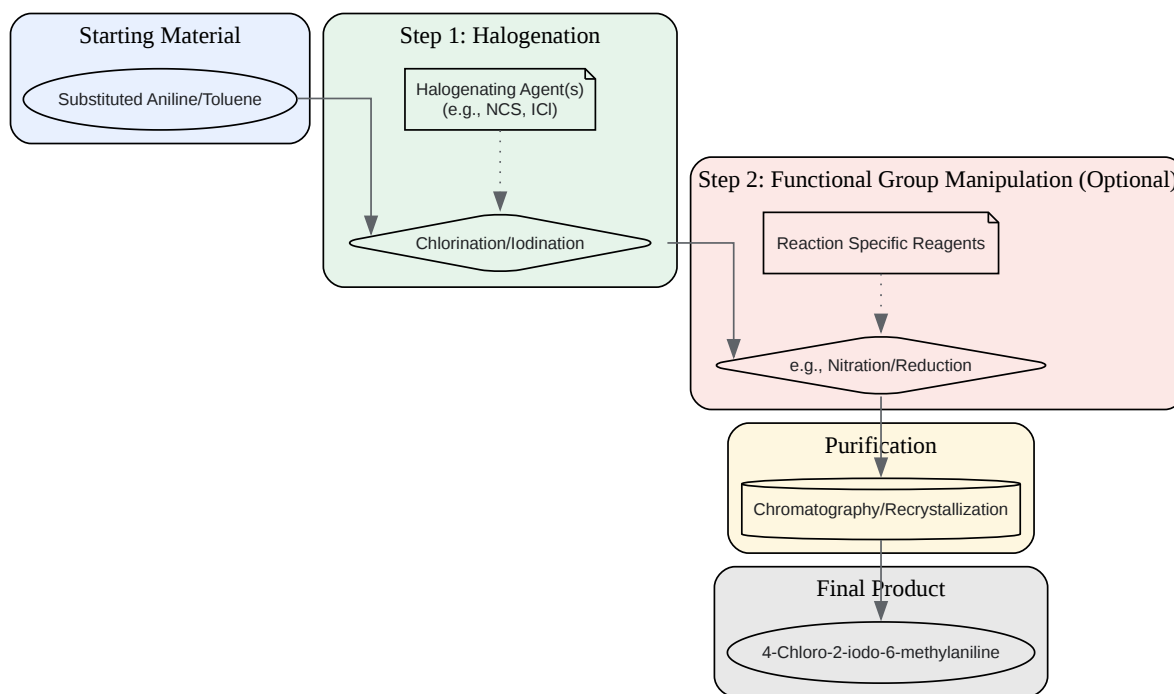 Starting Material
Substituted Aniline/Toluene
Step 1: Halogenation
Halogenating Agent(s)
(e.g., NCS, ICl)
Chlorination/Iodination
Step 2: Functional Group Manipulation (Optional)
Reaction Specific Reagents
e.g., Nitration/Reduction
Purification
Chromatography/Recrystallization
Final Product
4-Chloro-2-iodo-6-methylaniline